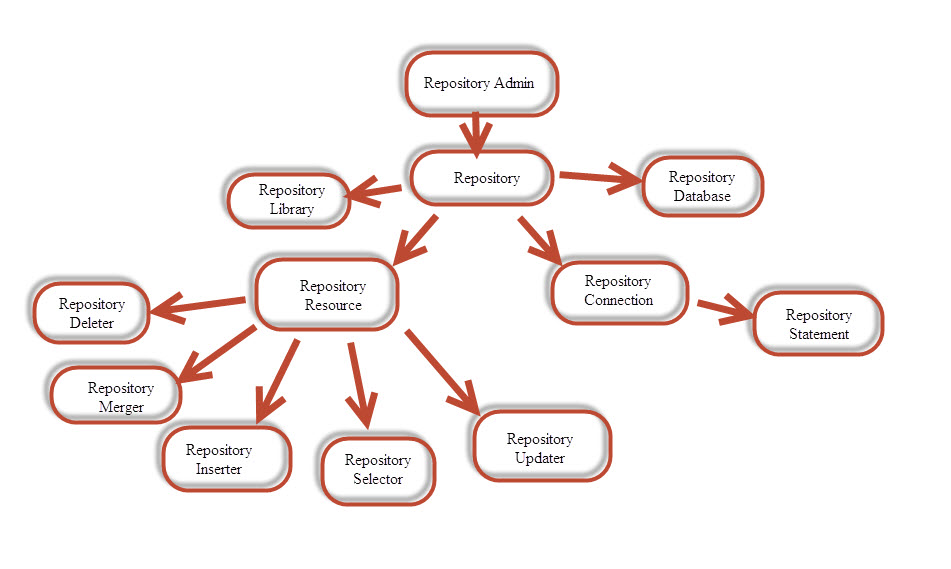 Repository Admin
Repository
Repository
Library
Repository
Database
Repository
Resource
Repository
Connection
Repository
Deleter
Repository
Statement
Repository
Merger
Repository
Inserter
Repository
Selector
Repository
Updater